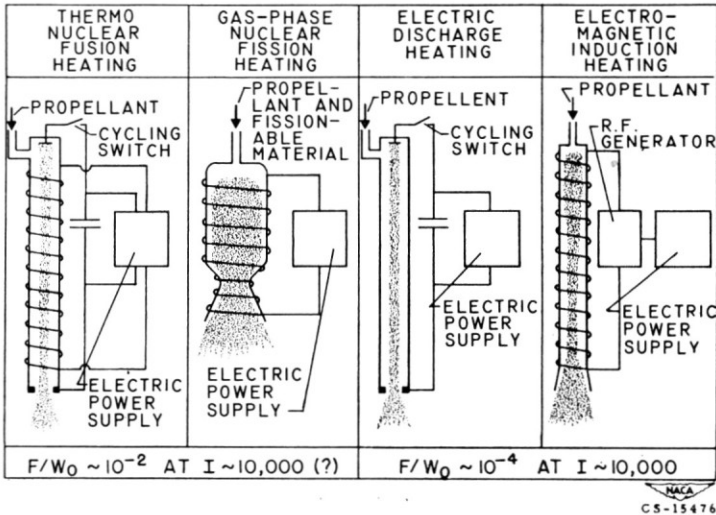 THERMO
NUCLEAR
FUSION
HEATING
GAS-PHASE
NUCLEAR
FISSION
HEATING
ELECTRIC
DISCHARGE
HEATING
ELECTRO-
MAGNETIC
INDUCTION
HEATING
PROPELLANT
CYCLING
SWITCH
ELECTRIC
POWER
SUPPLY
PROPEL-
LANT AND
FISSION-
ABLE
MATERIAL
ELECTRIC
POWER
SUPPLY
PROPELLENT
CYCLING
SWITCH
ELECTRIC
POWER
SUPPLY
PROPELLANT
R.F.
GENERATOR
ELECTRIC
POWER
SUPPLY
F/W₀ ~10⁻² AT I ~10,000 (?)
F/W₀ ~10⁻⁴ AT I ~10,000
NACA
CS-15476